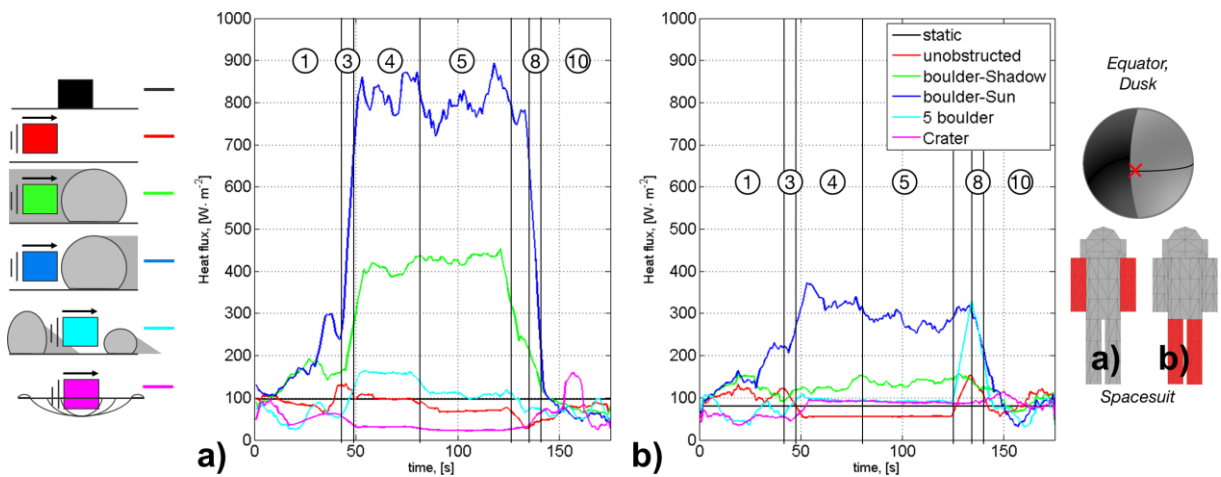 1000
900
800
700
600
500
400
300
200
100
0
Heat flux, [W· m⁻²]
1
3
4
5
8
10
0
50
100
150
time, [s]
a)
1000
900
800
700
600
500
400
300
200
100
0
Heat flux, [W· m⁻²]
static
unobstructed
boulder-Shadow
boulder-Sun
5 boulder
Crater
1
3
4
5
8
10
0
50
100
150
time, [s]
b)
Equator,
Dusk
a)
b)
Spacesuit